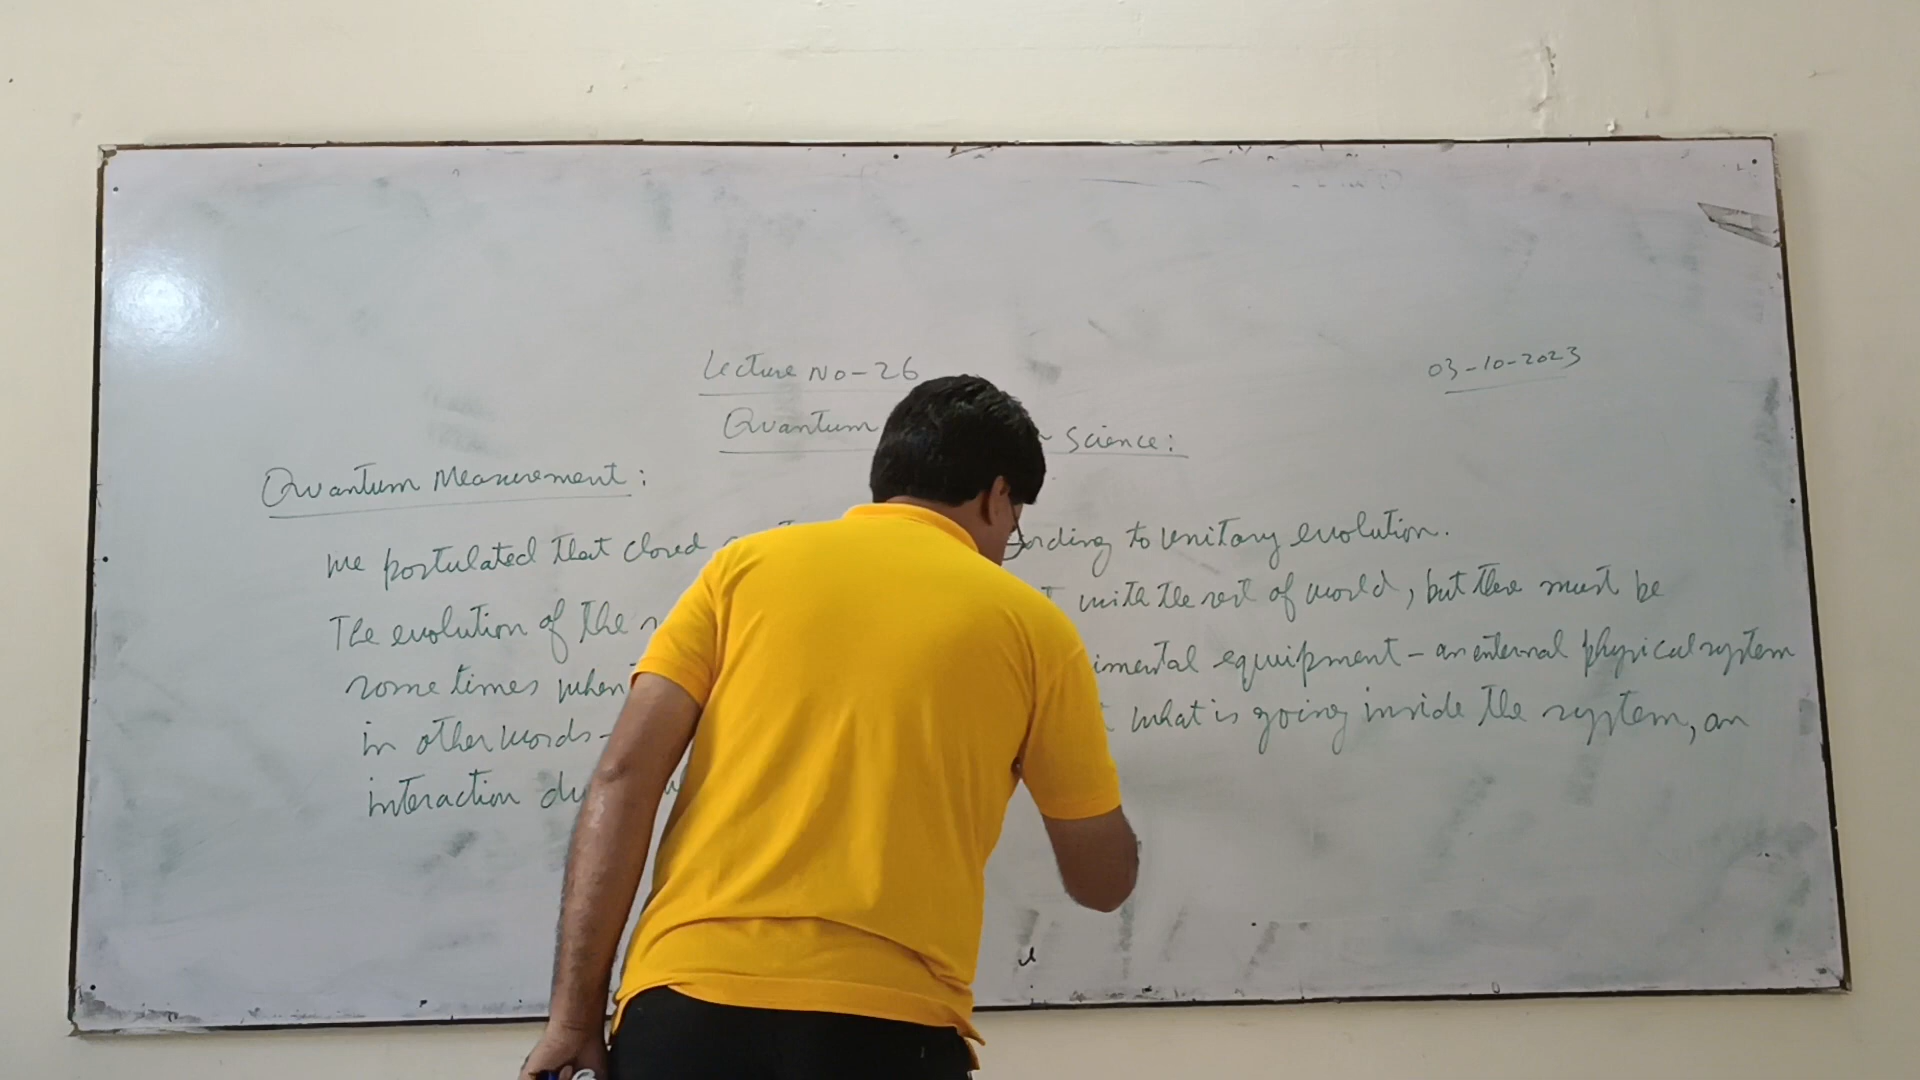 Lecture No-26
03-10-2023
Quantum Science:
Quantum Measurement:
We postulated that closed ording to unitary evolution.
The evolution of the with the rest of world, but there must be
some times when imental equipment - an external physical system
in other words - what is going inside the system, an
interaction